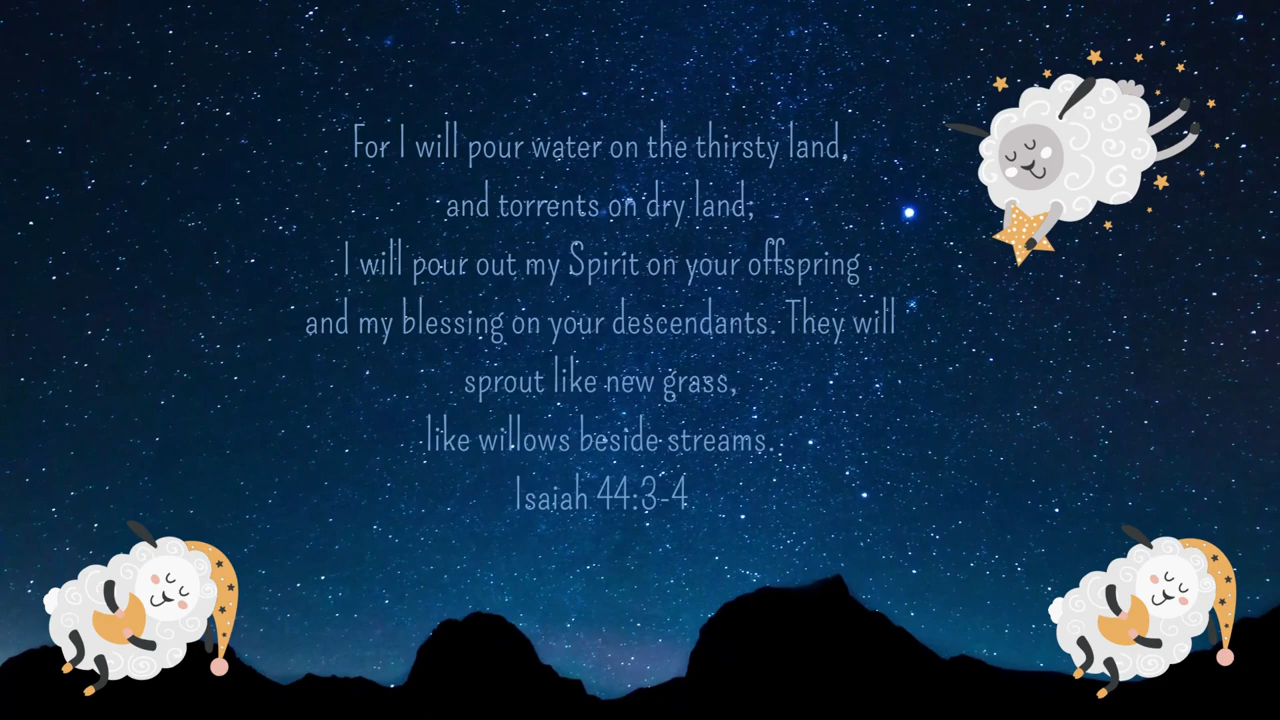 For I will pour water on the thirsty land,
and torrents on dry land;
I will pour out my Spirit on your offspring
and my blessing on your descendants. They will
sprout like new grass,
like willows beside streams.
Isaiah 44:3-4